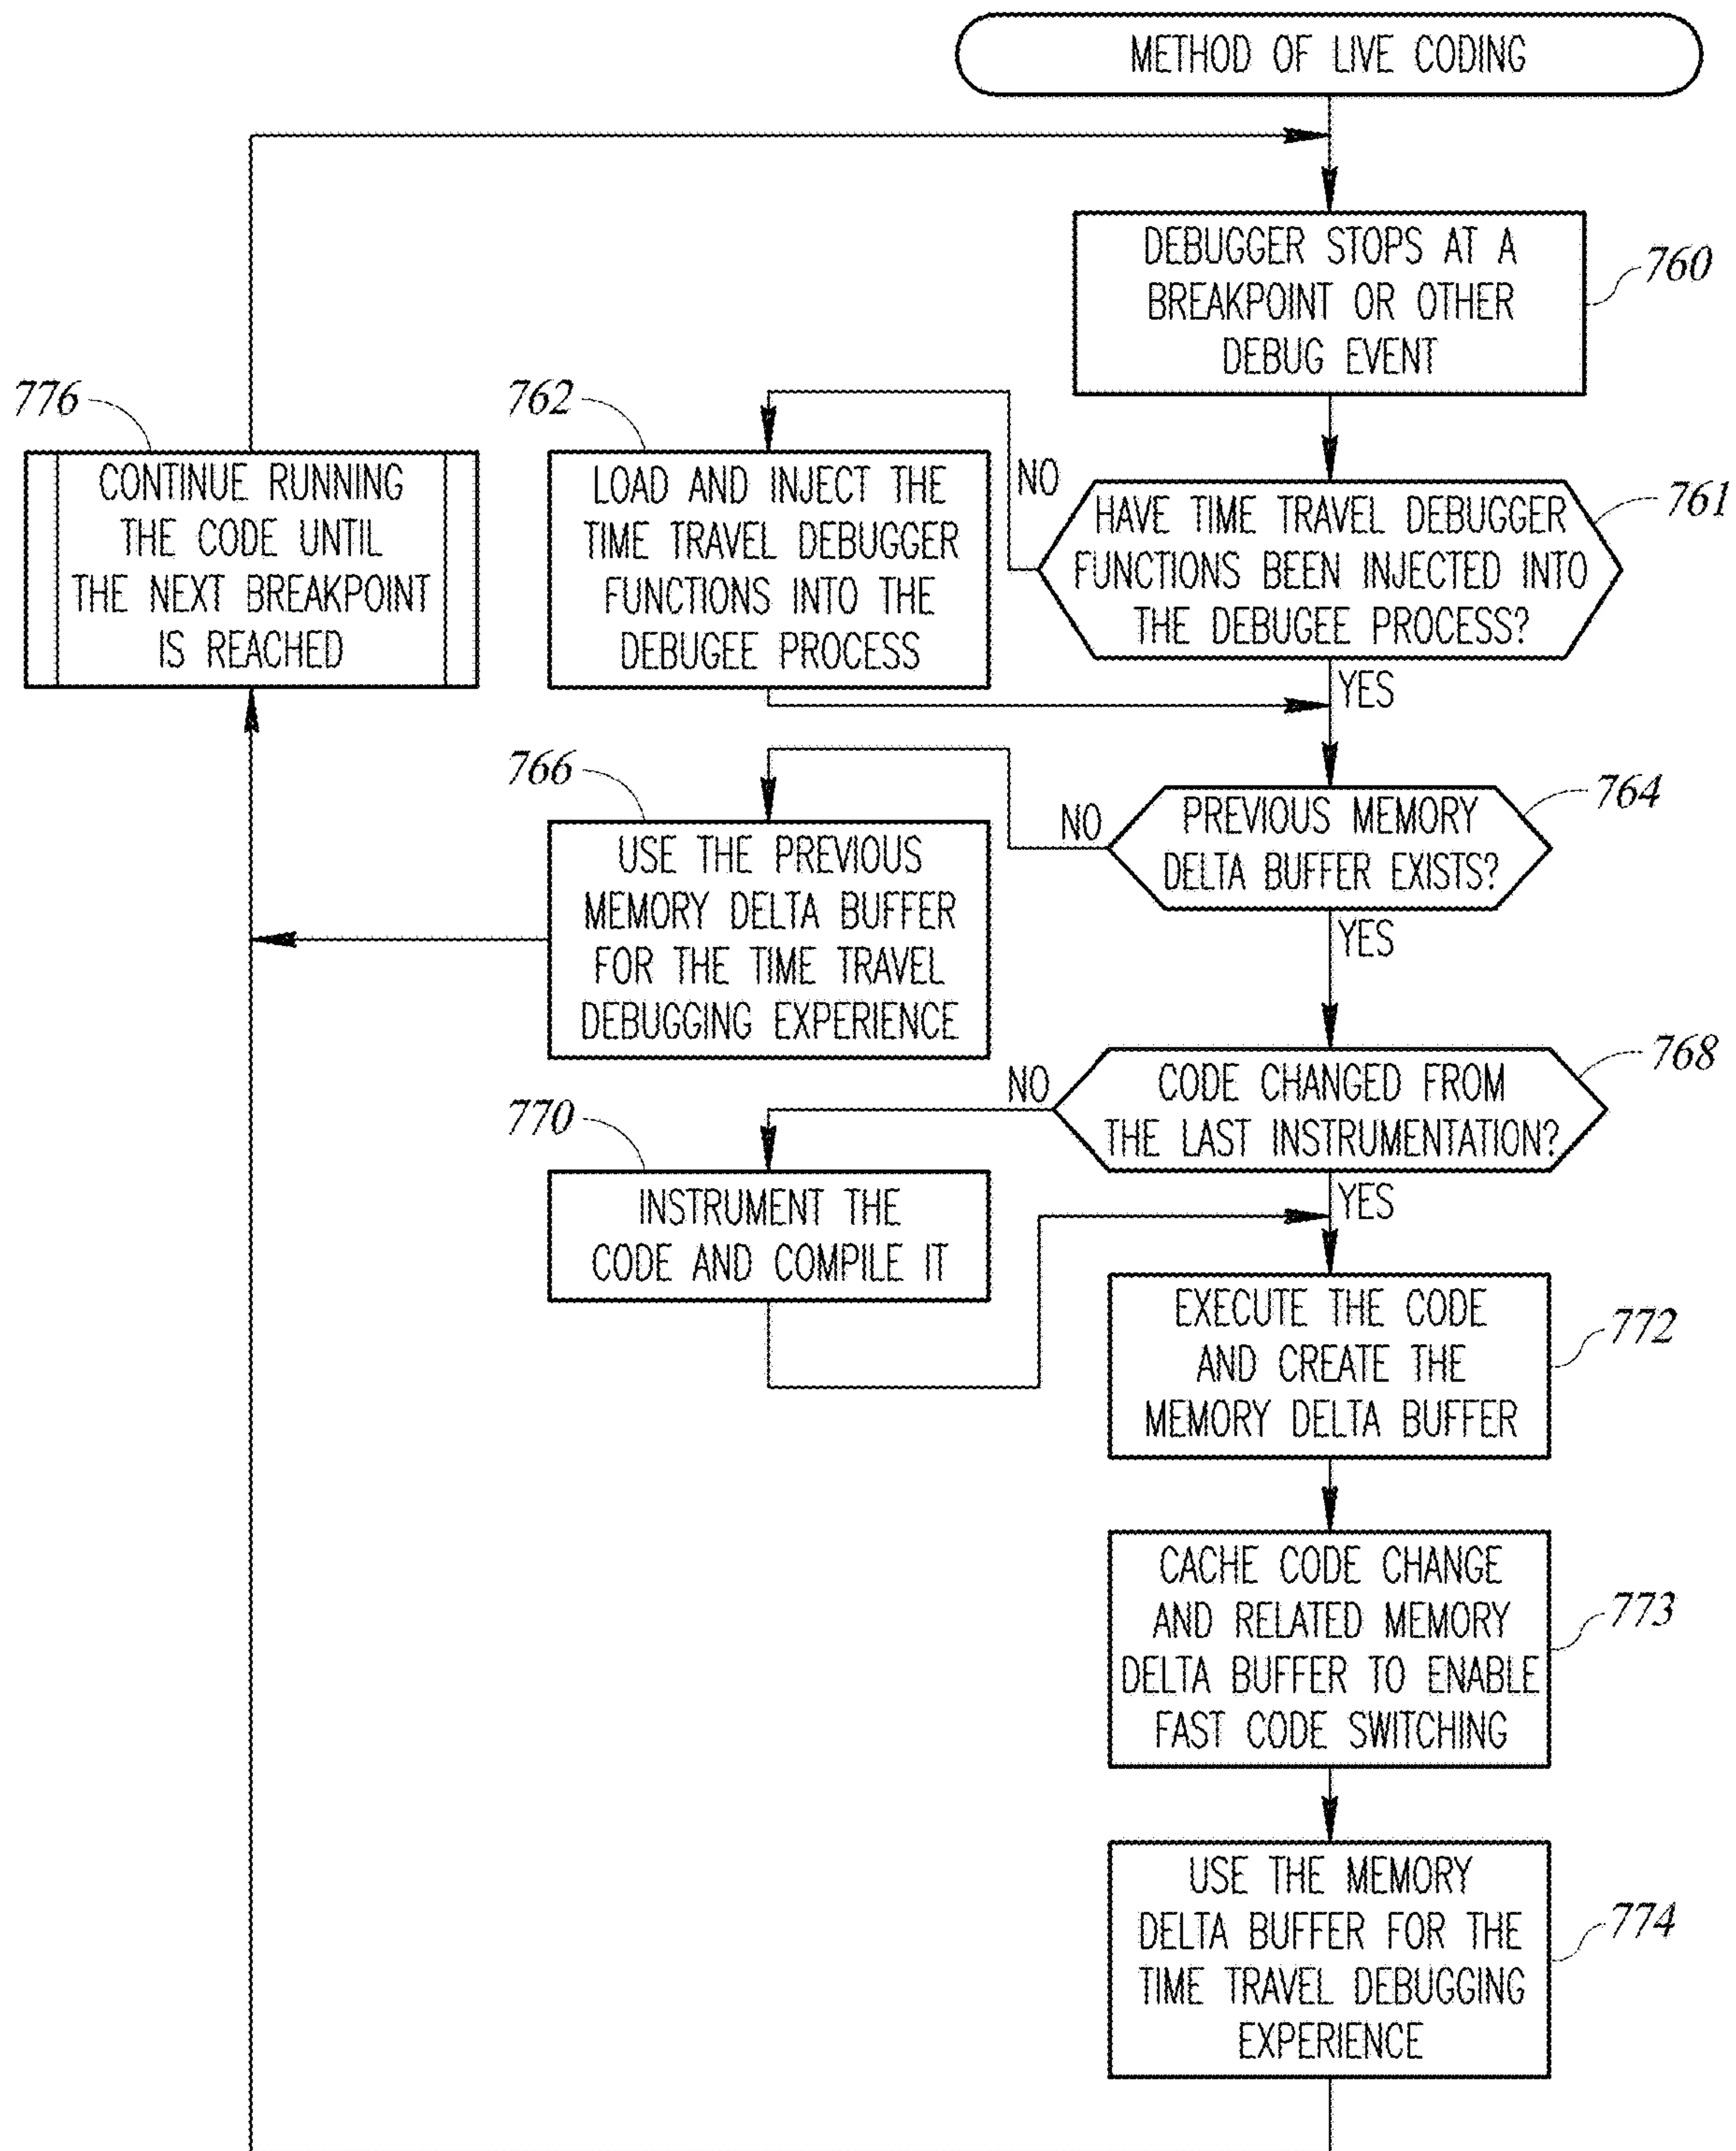 METHOD OF LIVE CODING
DEBUGGER STOPS AT A
BREAKPOINT OR OTHER
DEBUG EVENT
760
776
CONTINUE RUNNING
THE CODE UNTIL
THE NEXT BREAKPOINT
IS REACHED
762
LOAD AND INJECT THE
TIME TRAVEL DEBUGGER
FUNCTIONS INTO THE
DEBUGEE PROCESS
NO
HAVE TIME TRAVEL DEBUGGER
FUNCTIONS BEEN INJECTED INTO
THE DEBUGEE PROCESS?
761
YES
766
USE THE PREVIOUS
MEMORY DELTA BUFFER
FOR THE TIME TRAVEL
DEBUGGING EXPERIENCE
NO
PREVIOUS MEMORY
DELTA BUFFER EXISTS?
764
YES
770
INSTRUMENT THE
CODE AND COMPILE IT
NO
CODE CHANGED FROM
THE LAST INSTRUMENTATION?
768
YES
EXECUTE THE CODE
AND CREATE THE
MEMORY DELTA BUFFER
772
CACHE CODE CHANGE
AND RELATED MEMORY
DELTA BUFFER TO ENABLE
FAST CODE SWITCHING
773
USE THE MEMORY
DELTA BUFFER FOR THE
TIME TRAVEL DEBUGGING
EXPERIENCE
774